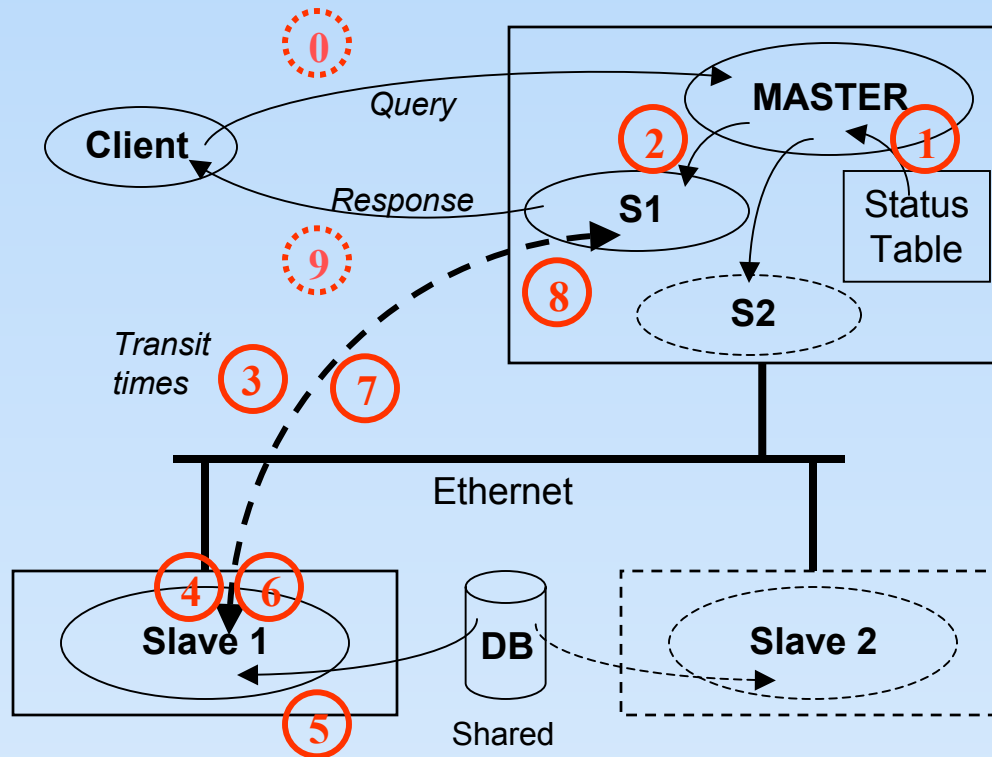 0
Query
MASTER
Client
2
1
Response
S1
Status
Table
9
8
S2
Transit
times
3
7
Ethernet
4
6
Slave 1
DB
Slave 2
5
Shared